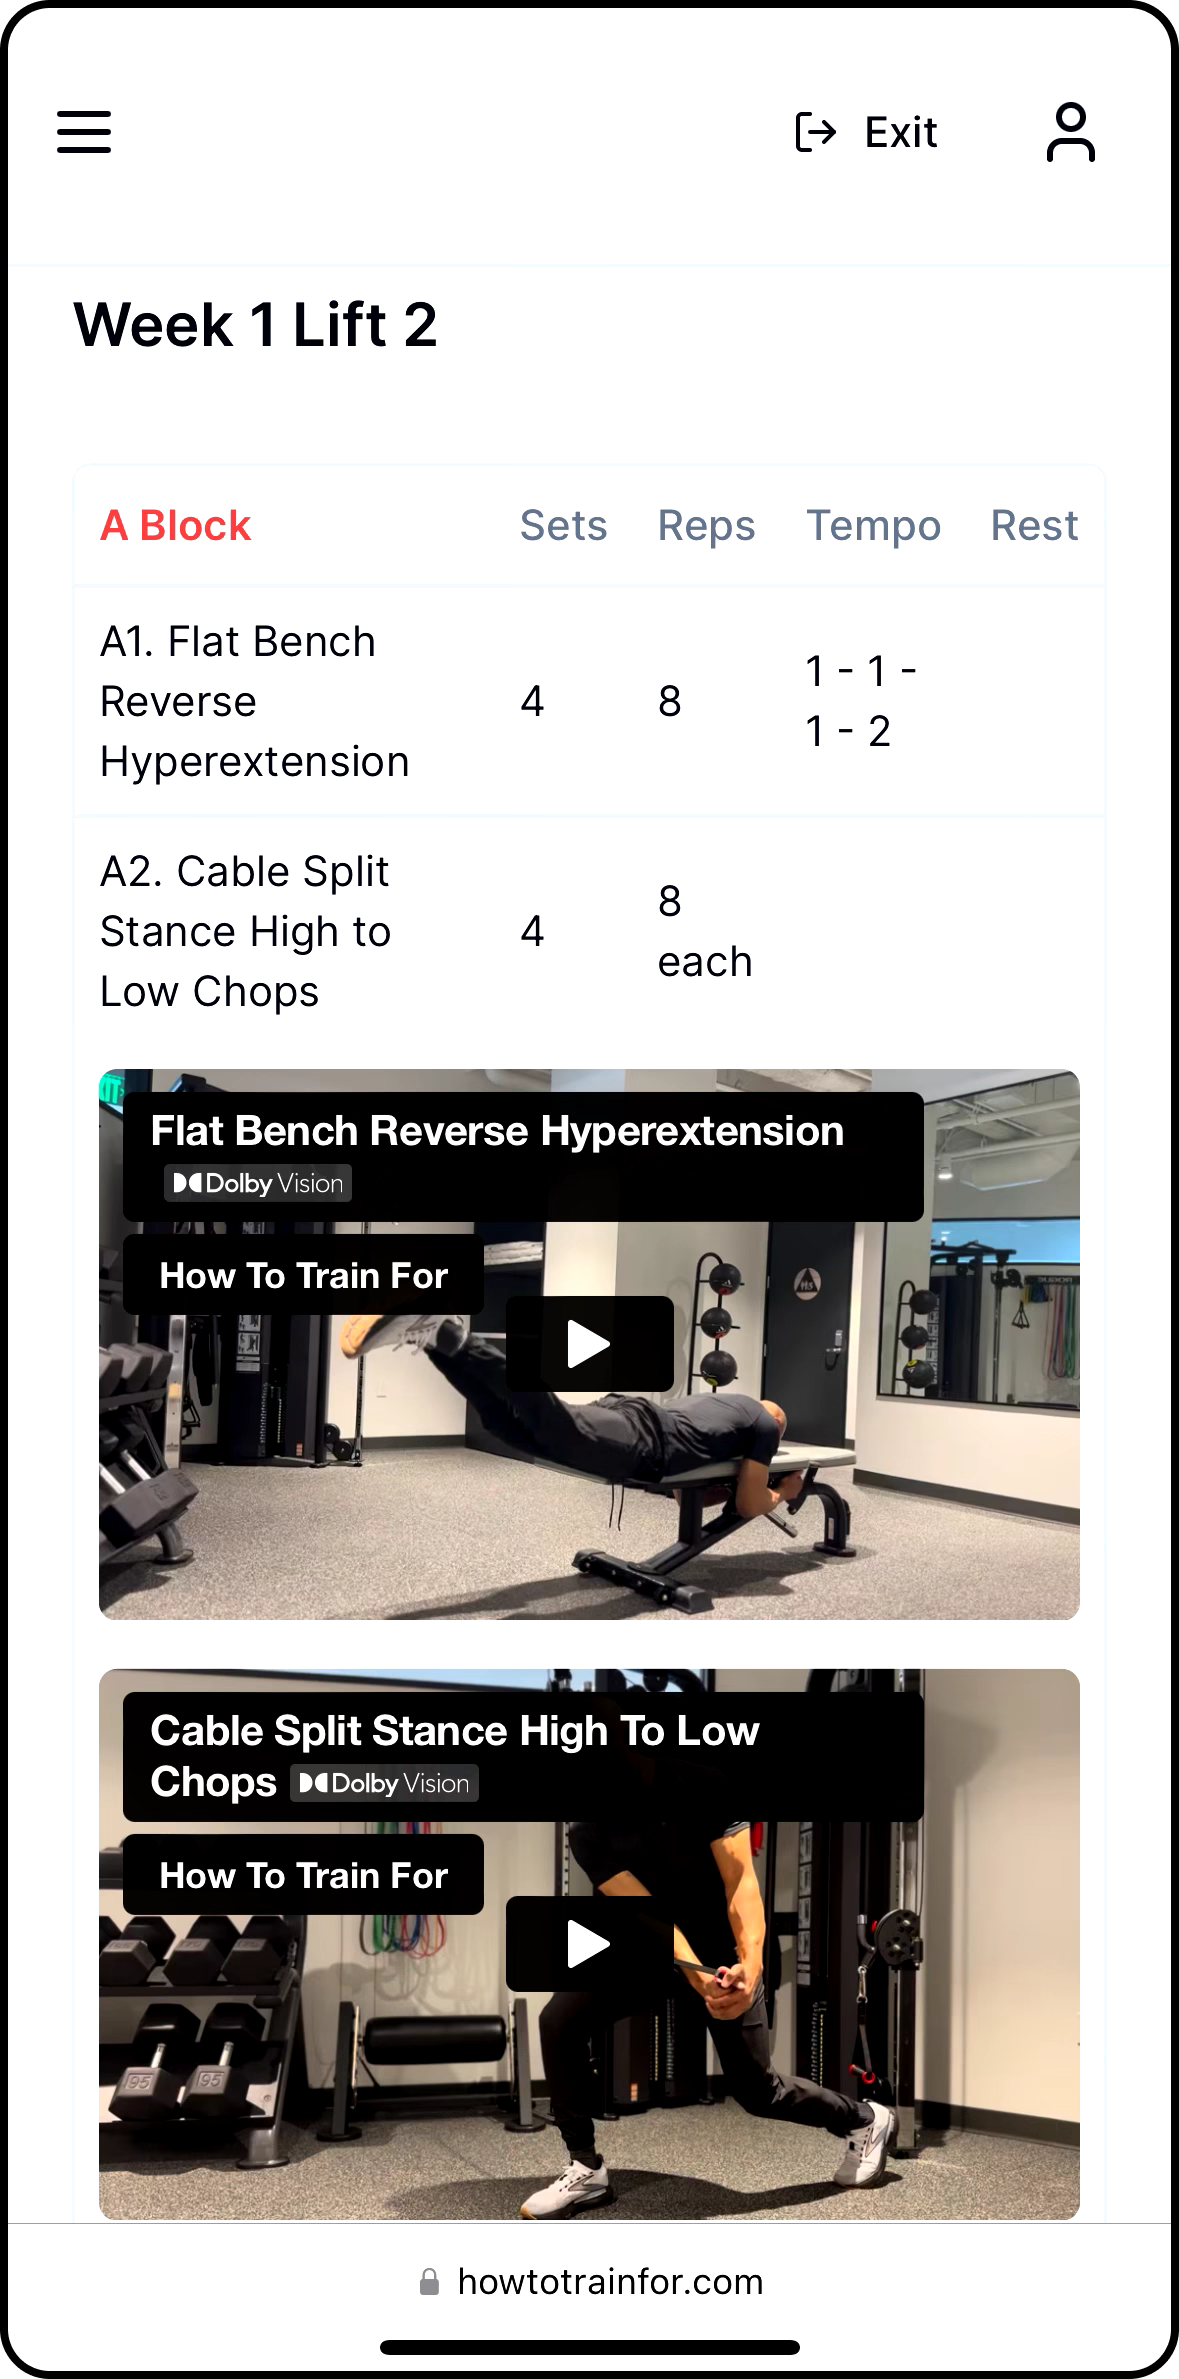 Exit
Week 1 Lift 2
A Block Sets Reps Tempo Rest
A1. Flat Bench
Reverse
Hyperextension
4
8
1 - 1 -
1 - 2
A2. Cable Split
Stance High to
Low Chops
4
8
each
Flat Bench Reverse Hyperextension
Dolby Vision
How To Train For
Cable Split Stance High To Low
Chops Dolby Vision
How To Train For
95 95
howtotrainfor.com